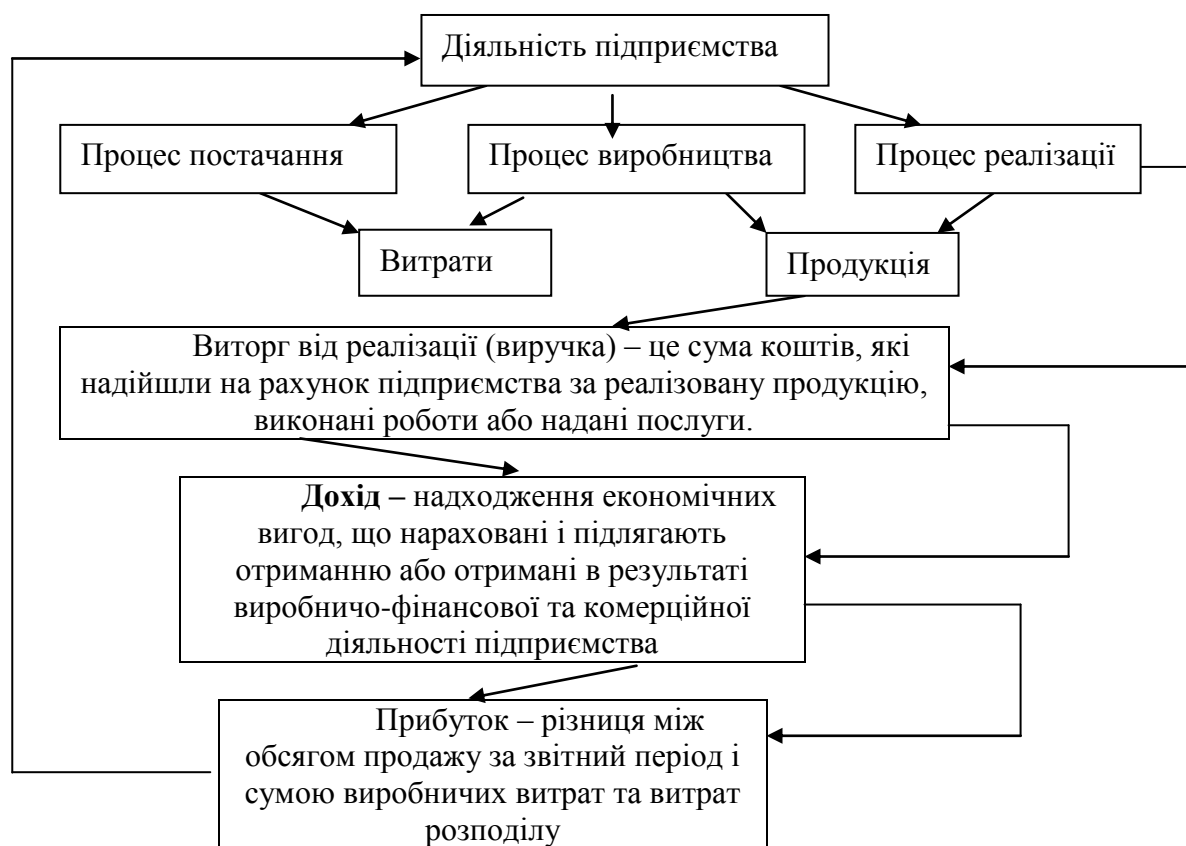 Діяльність підприємства
Процес постачання
Процес виробництва
Процес реалізації
Витрати
Продукція
Виторг від реалізації (виручка) – це сума коштів, які
надійшли на рахунок підприємства за реалізовану продукцію,
виконані роботи або надані послуги.
Дохід – надходження економічних
вигод, що нараховані і підлягають
отриманню або отримані в результаті
виробничо-фінансової та комерційної
діяльності підприємства
Прибуток – різниця між
обсягом продажу за звітний період і
сумою виробничих витрат та витрат
розподілу